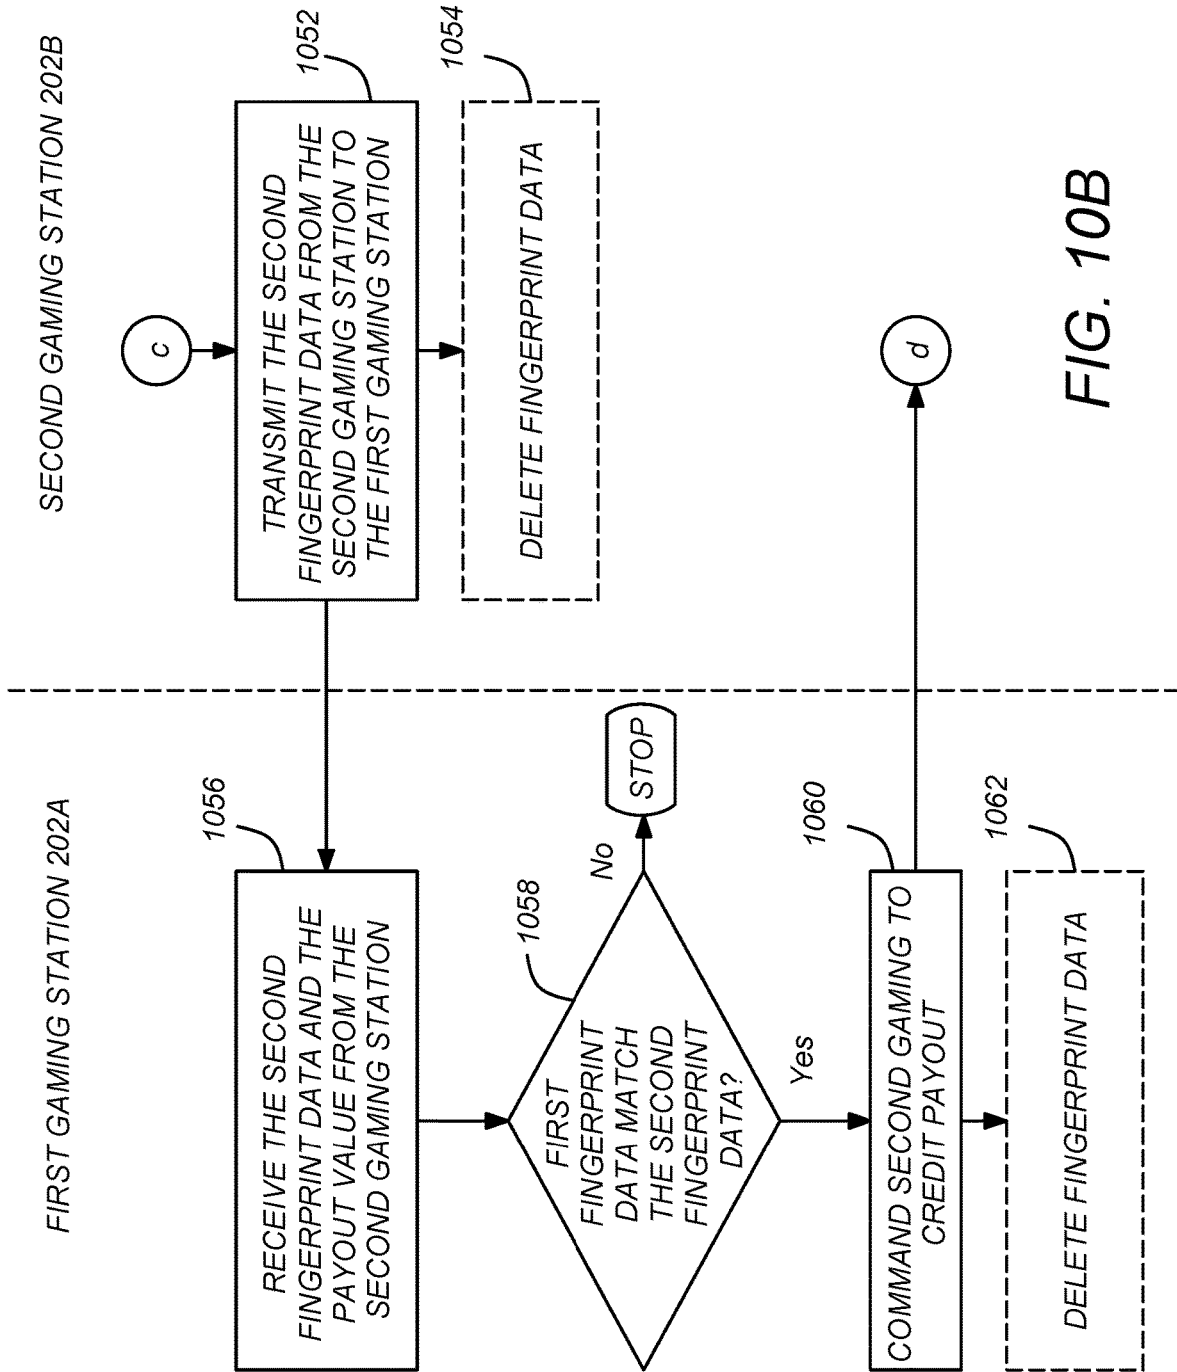 FIRST GAMING STATION 202A
SECOND GAMING STATION 202B
c
1052
TRANSMIT THE SECOND
FINGERPRINT DATA FROM THE
SECOND GAMING STATION TO
THE FIRST GAMING STATION
1054
DELETE FINGERPRINT DATA
1056
RECEIVE THE SECOND
FINGERPRINT DATA AND THE
PAYOUT VALUE FROM THE
SECOND GAMING STATION
1058
FIRST
FINGERPRINT
DATA MATCH
THE SECOND
FINGERPRINT
DATA?
No
STOP
Yes
1060
COMMAND SECOND GAMING TO
CREDIT PAYOUT
d
1062
DELETE FINGERPRINT DATA
FIG. 10B